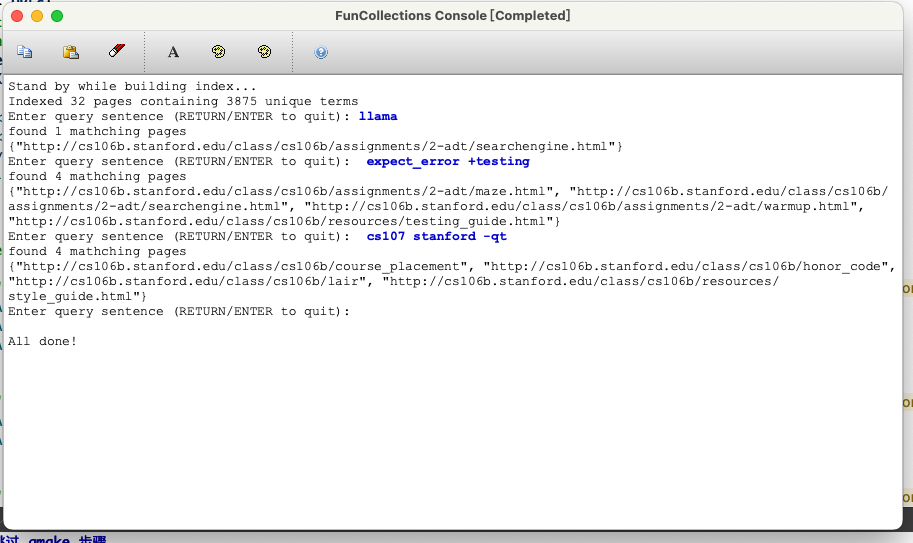 FunCollections Console [Completed]
A
Stand by while building index...
Indexed 32 pages containing 3875 unique terms
Enter query sentence (RETURN/ENTER to quit): llama
found 1 mathching pages
{"http://cs106b.stanford.edu/class/cs106b/assignments/2-adt/searchengine.html"}
Enter query sentence (RETURN/ENTER to quit):  expect_error +testing
found 4 mathching pages
{"http://cs106b.stanford.edu/class/cs106b/assignments/2-adt/maze.html", "http://cs106b.stanford.edu/class/cs106b/
assignments/2-adt/searchengine.html", "http://cs106b.stanford.edu/class/cs106b/assignments/2-adt/warmup.html",
"http://cs106b.stanford.edu/class/cs106b/resources/testing_guide.html"}
Enter query sentence (RETURN/ENTER to quit):  cs107 stanford -qt
found 4 mathching pages
{"http://cs106b.stanford.edu/class/cs106b/course_placement", "http://cs106b.stanford.edu/class/cs106b/honor_code",
"http://cs106b.stanford.edu/class/cs106b/lair", "http://cs106b.stanford.edu/class/cs106b/resources/
style_guide.html"}
Enter query sentence (RETURN/ENTER to quit):
All done!
qmake 步骤